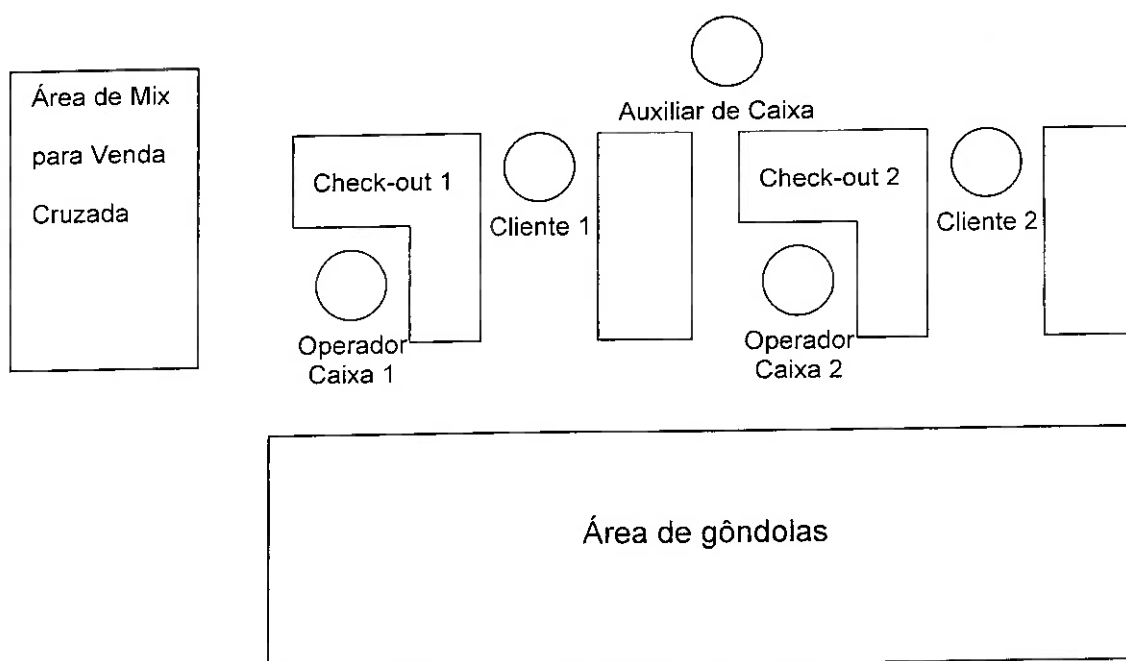 Área de Mix
para Venda
Cruzada
Auxiliar de Caixa
Check-out 1
Cliente 1
Check-out 2
Cliente 2
Operador
Caixa 1
Operador
Caixa 2
Área de gôndolas